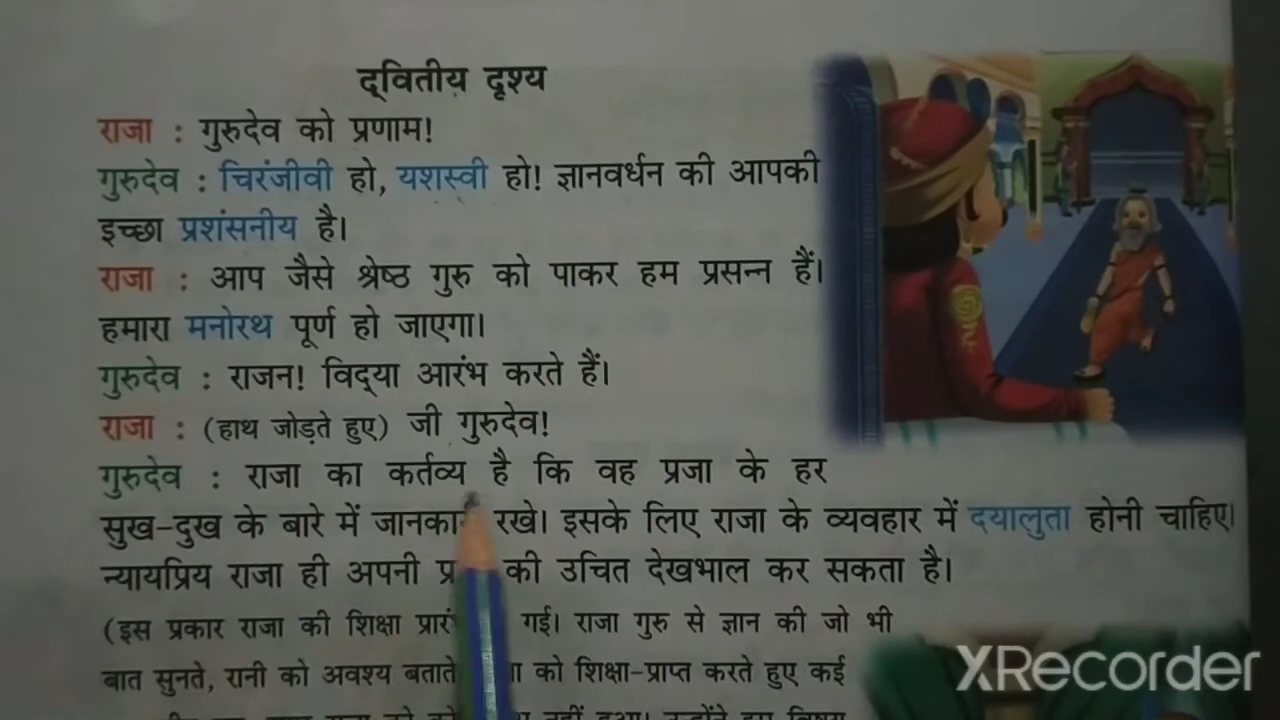 द्वितीय दृश्य
राजा : गुरुदेव को प्रणाम!
गुरुदेव : चिरंजीवी हो, यशस्वी हो! ज्ञानवर्धन की आपकी
इच्छा प्रशंसनीय है।
राजा : आप जैसे श्रेष्ठ गुरु को पाकर हम प्रसन्न हैं।
हमारा मनोरथ पूर्ण हो जाएगा।
गुरुदेव : राजन! विद्या आरंभ करते हैं।
राजा : (हाथ जोड़ते हुए) जी गुरुदेव!
गुरुदेव : राजा का कर्तव्य है कि वह प्रजा के हर
सुख-दुख के बारे में रखे। इसके लिए राजा के व्यवहार में दयालुता होनी चाहिए।
न्यायप्रिय राजा ही अपनी की उचित देखभाल कर सकता है।
(इस प्रकार राजा की शिक्षा गई। राजा गुरु से ज्ञान की जो भी
बात सुनते, रानी को अवश्य बताते को शिक्षा-प्राप्त करते हुए कई
XRecorder